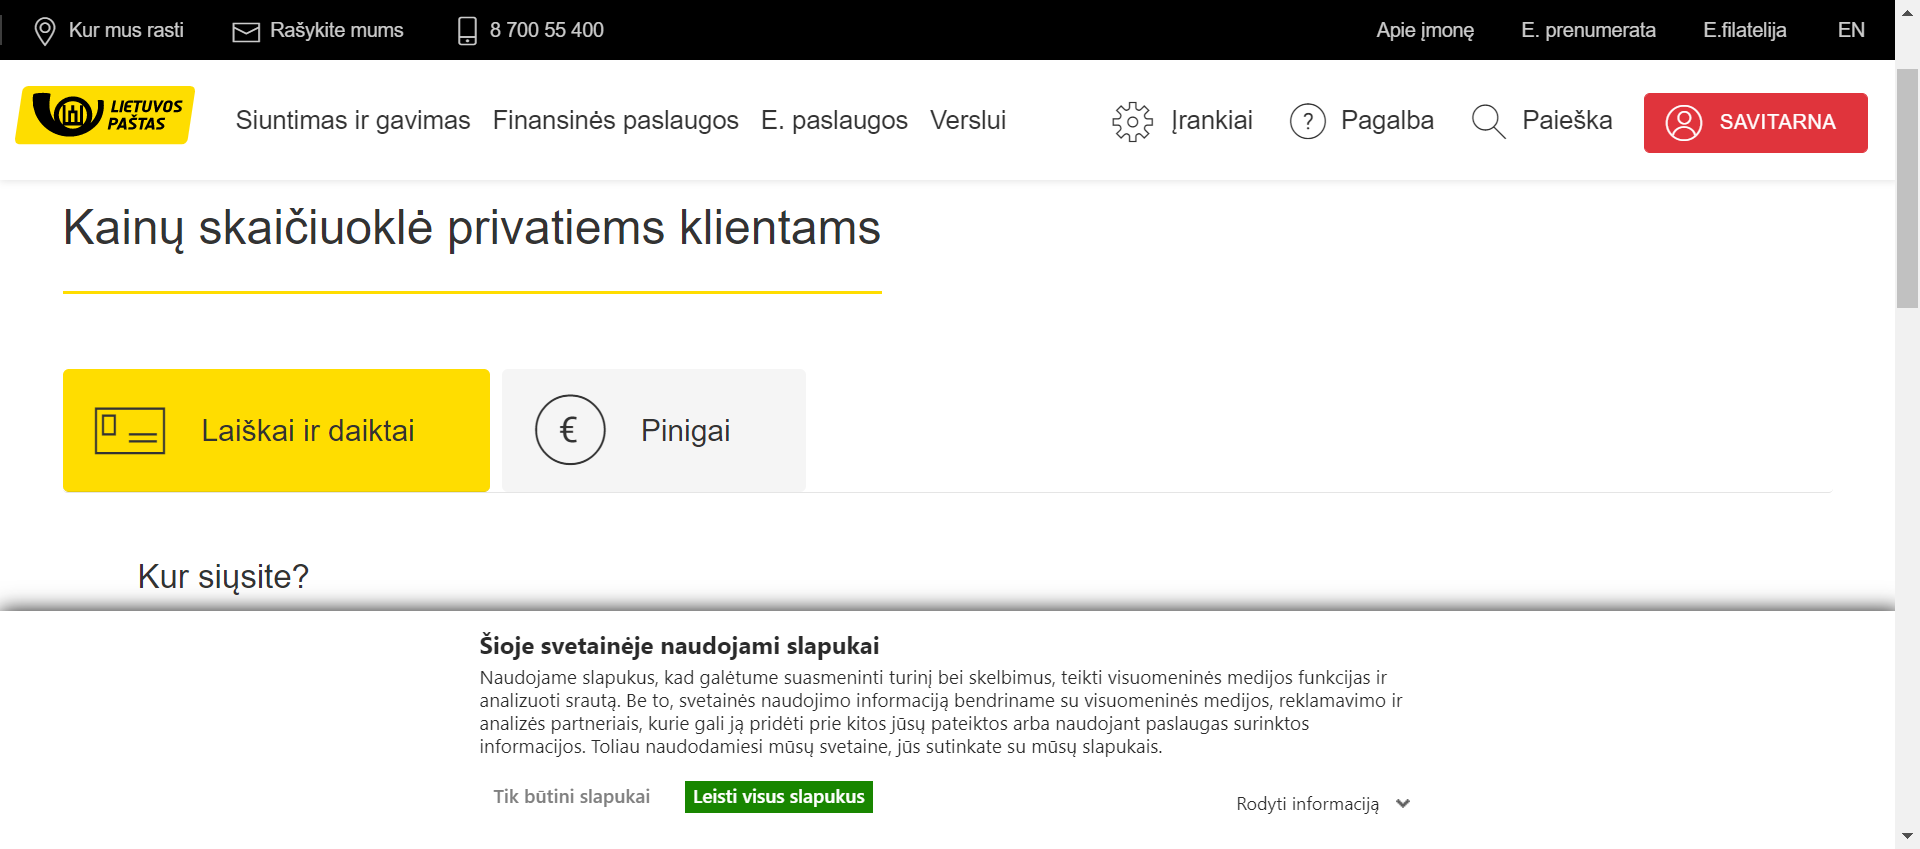 Kur mus rasti
Rašykite mums
8 700 55 400
Apie įmonę
E. prenumerata
E.filatelija
EN
LIETUVOS
PAŠTAS
Siuntimas ir gavimas
Finansinės paslaugos
E. paslaugos
Verslui
Įrankiai
?
Pagalba
Paieška
SAVITARNA
Kainų skaičiuoklė privatiems klientams
Laiškai ir daiktai
€
Pinigai
Kur siųsite?
Šioje svetainėje naudojami slapukai
Naudojame slapukus, kad galėtume suasmeninti turinį bei skelbimus, teikti visuomeninės medijos funkcijas ir
analizuoti srautą. Be to, svetainės naudojimo informaciją bendriname su visuomeninės medijos, reklamavimo ir
analizės partneriais, kurie gali ją pridėti prie kitos jūsų pateiktos arba naudojant paslaugas surinktos
informacijos. Toliau naudodamiesi mūsų svetaine, jūs sutinkate su mūsų slapukais.
Tik būtini slapukai
Leisti visus slapukus
Rodyti informaciją